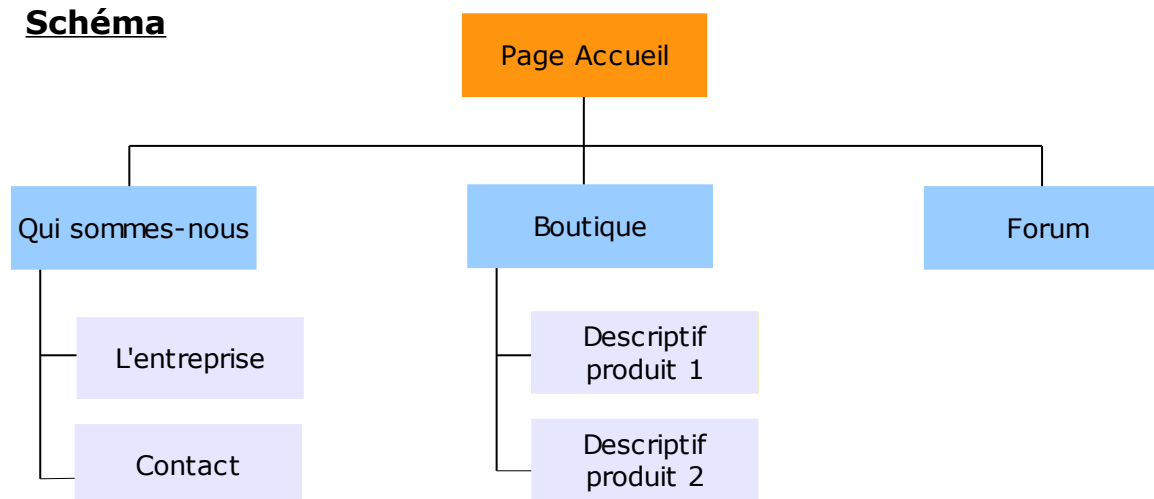 Schéma
Page Accueil
Qui sommes-nous
Boutique
Forum
L'entreprise
Descriptif
produit 1
Contact
Descriptif
produit 2